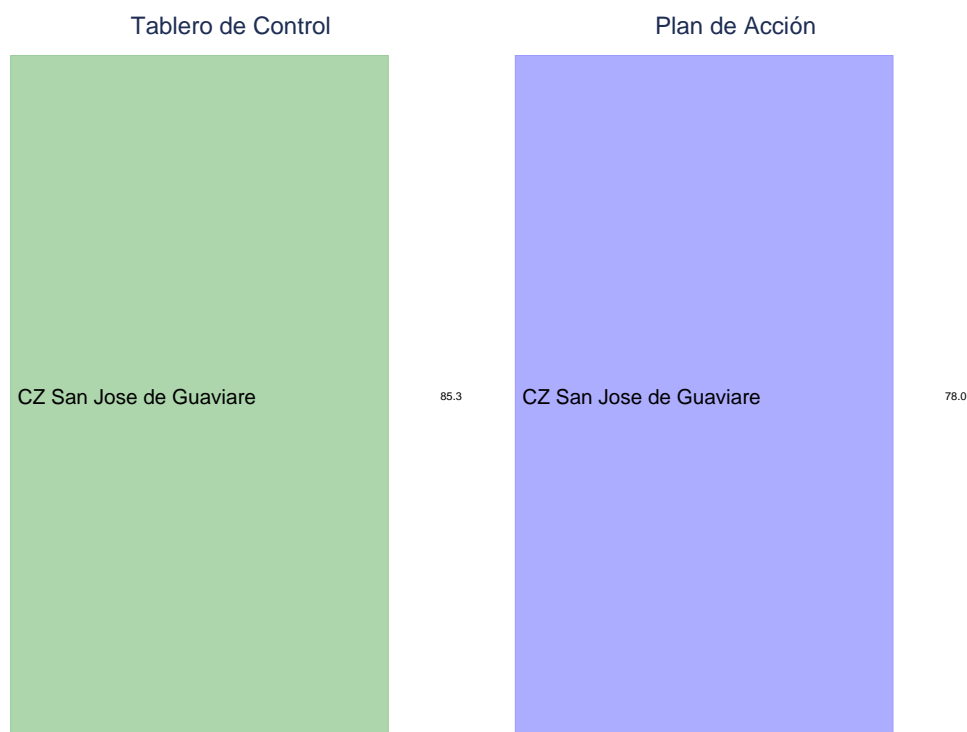 Tablero de Control
Plan de Acción
CZ San Jose de Guaviare
85.3
CZ San Jose de Guaviare
78.0